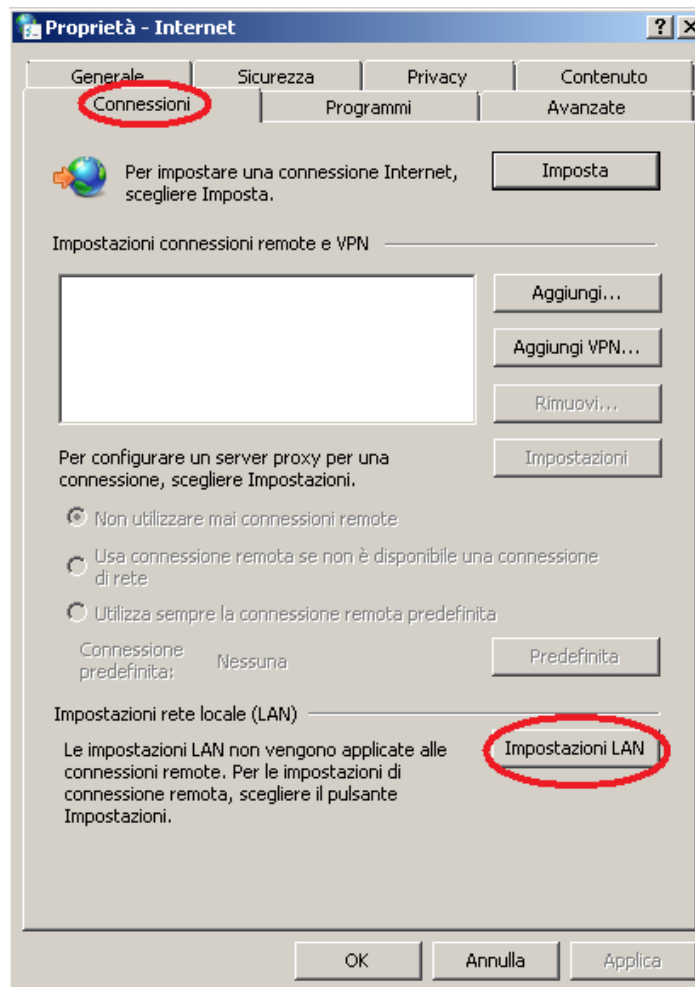 Proprietà - Internet
Generale Sicurezza Privacy Contenuto
Connessioni Programmi Avanzate
Per impostare una connessione Internet,
scegliere Imposta.
Imposta
Impostazioni connessioni remote e VPN
Aggiungi...
Aggiungi VPN...
Rimuovi...
Per configurare un server proxy per una
connessione, scegliere Impostazioni.
Impostazioni
Non utilizzare mai connessioni remote
Usa connessione remota se non è disponibile una connessione
di rete
Utilizza sempre la connessione remota predefinita
Connessione
predefinita:
Nessuna
Predefinita
Impostazioni rete locale (LAN)
Le impostazioni LAN non vengono applicate alle
connessioni remote. Per le impostazioni di
connessione remota, scegliere il pulsante
Impostazioni.
Impostazioni LAN
OK Annulla Applica